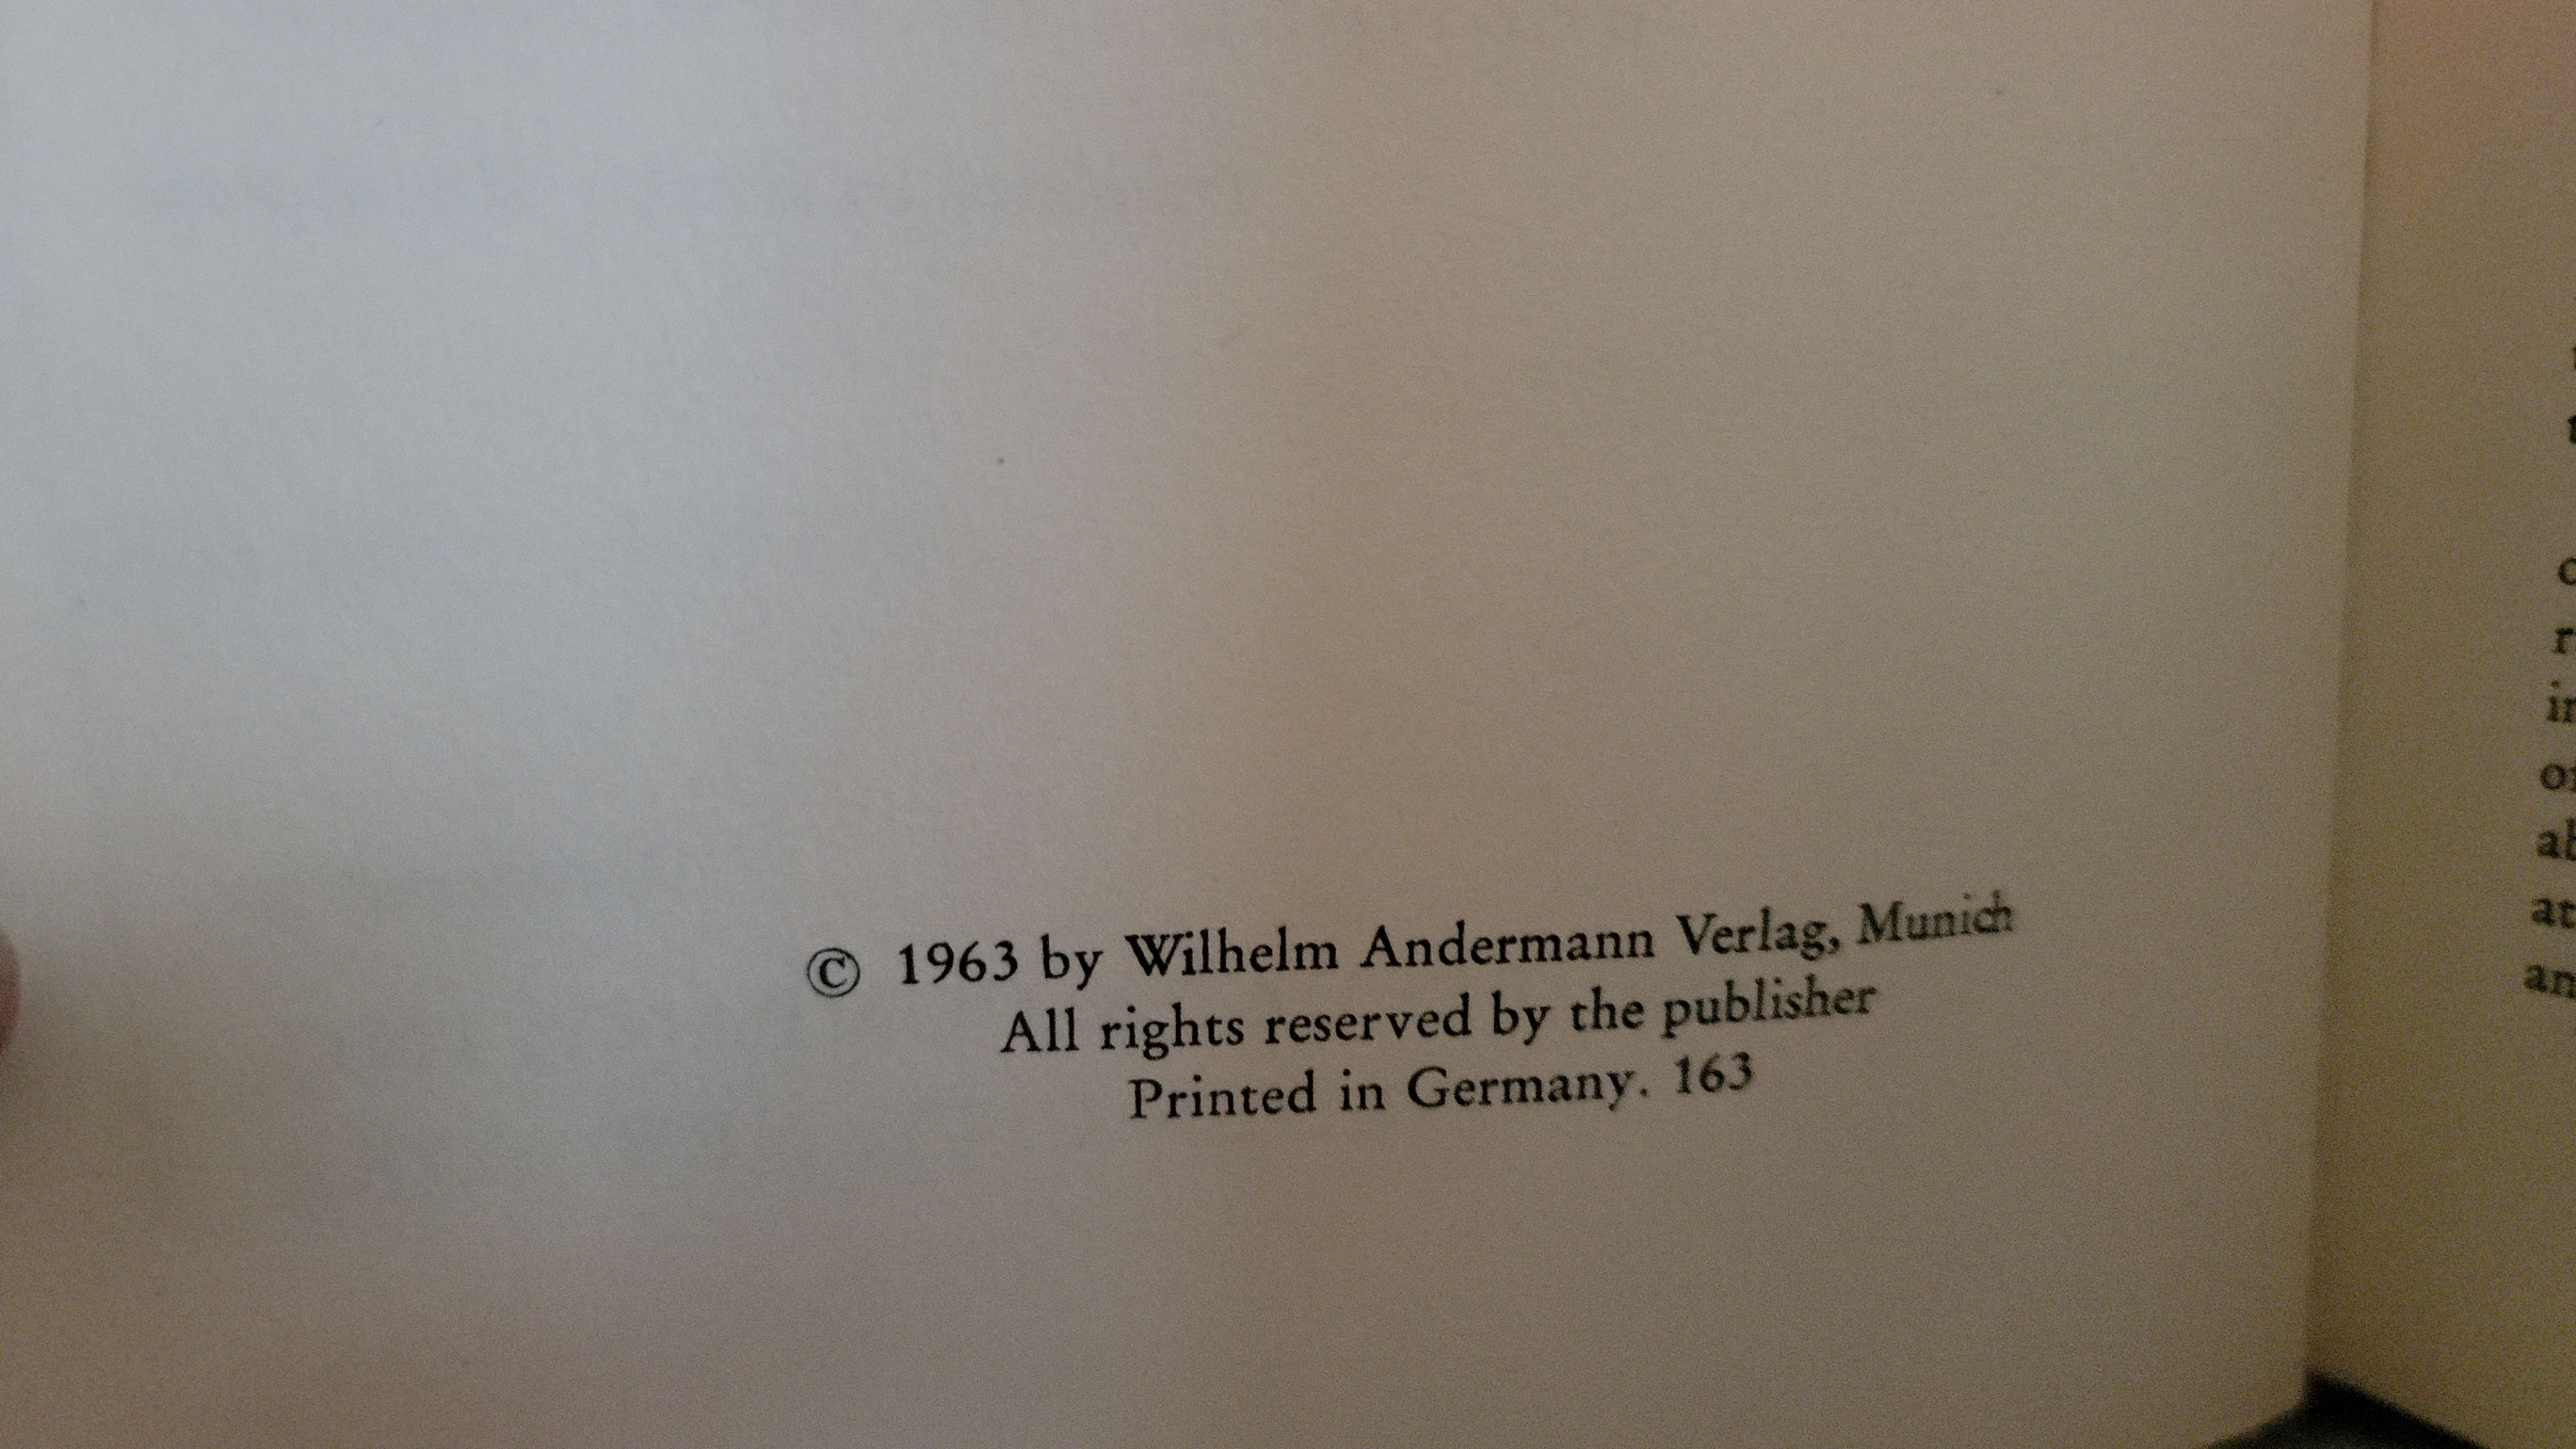 © 1963 by Wilhelm Andermann Verlag, Munich
All rights reserved by the publisher
Printed in Germany. 163